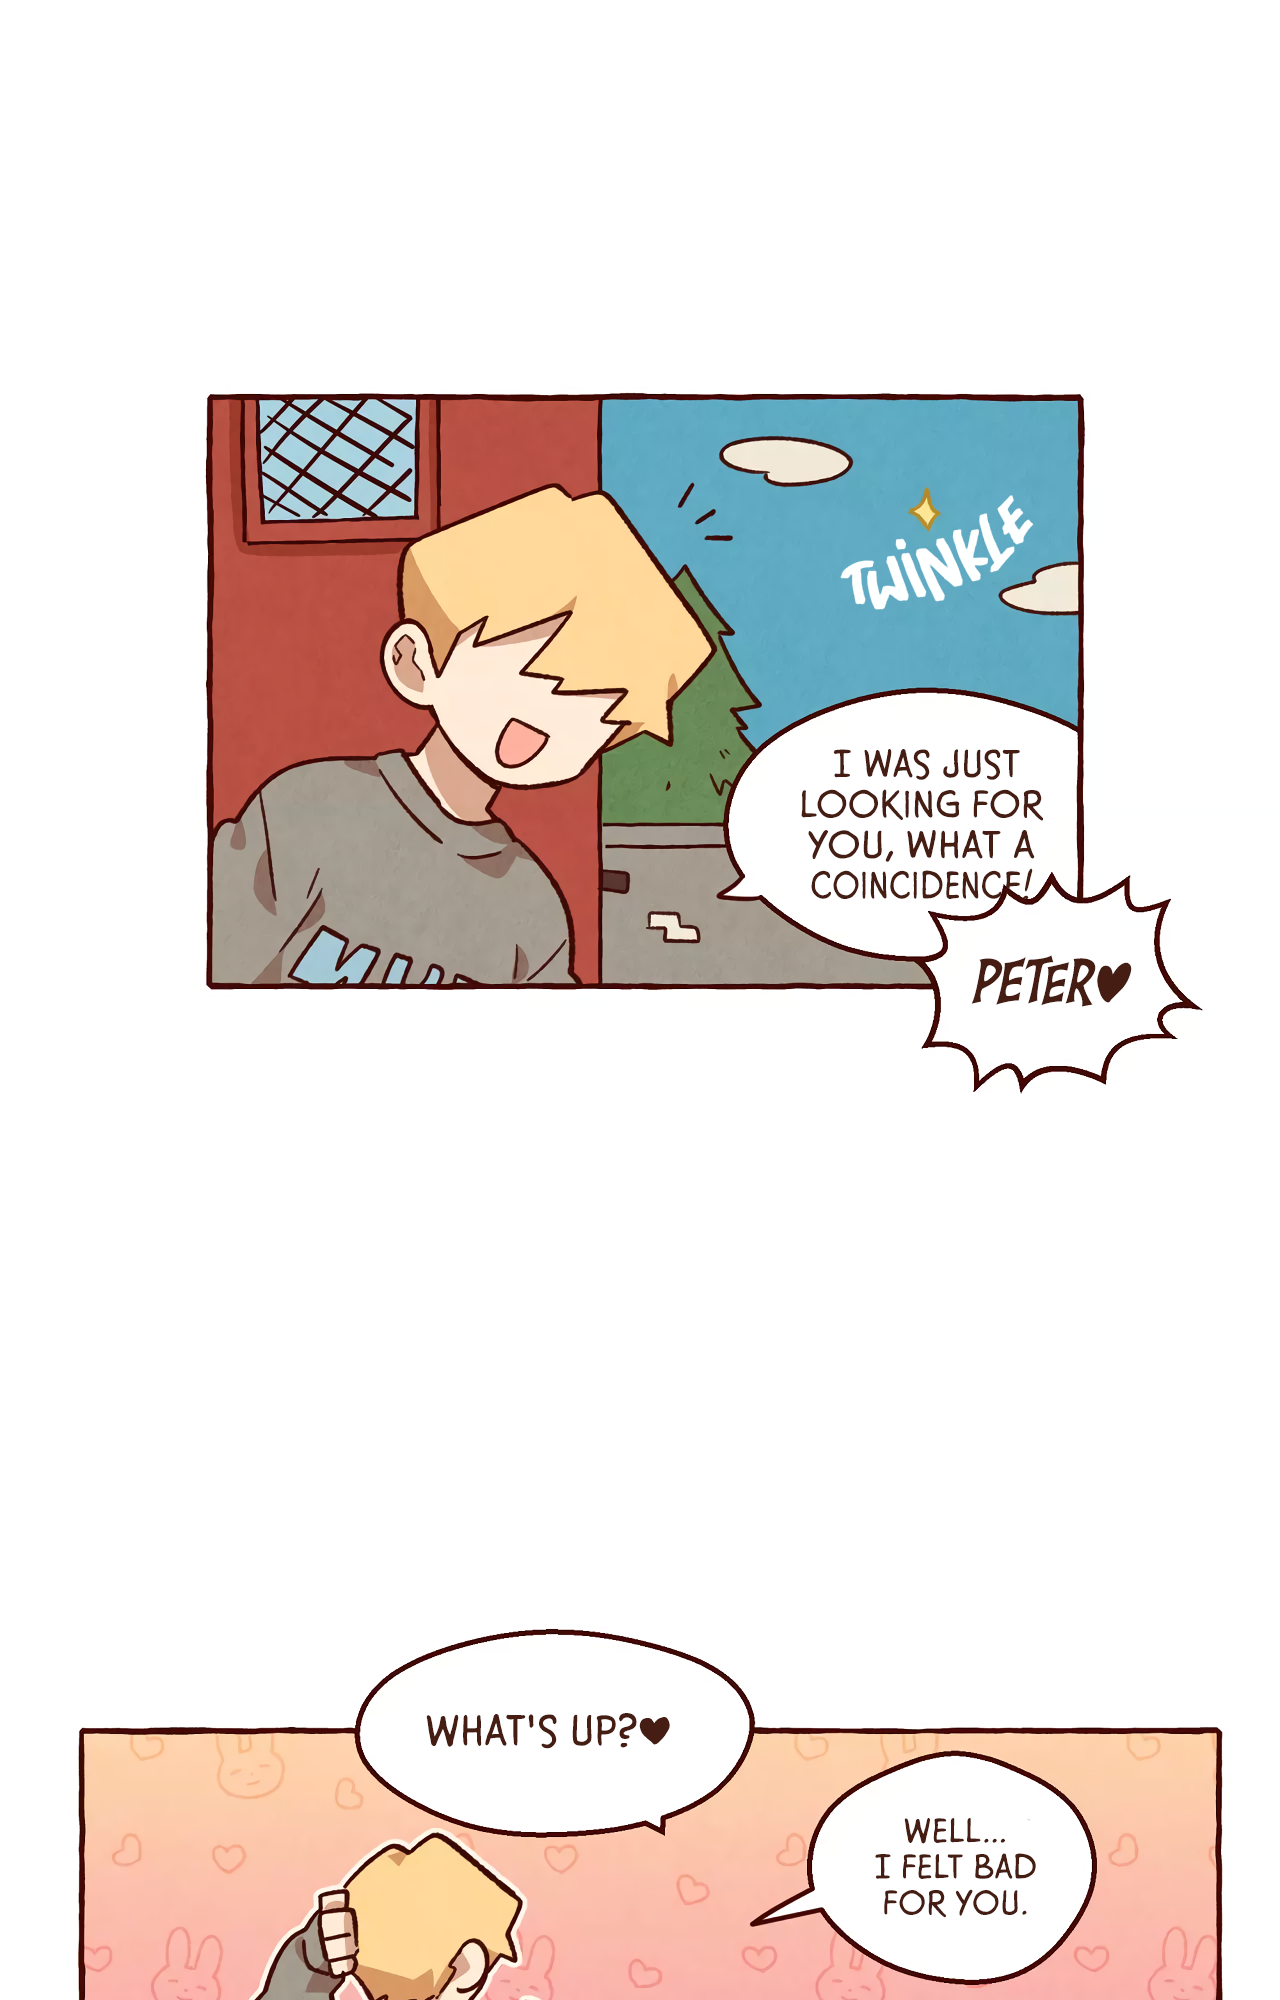 TWINKLE
I WAS JUST
LOOKING FOR
YOU, WHAT A
COINCIDENCE!
PETER♥
WHAT'S UP?♥
WELL...
I FELT BAD
FOR YOU.